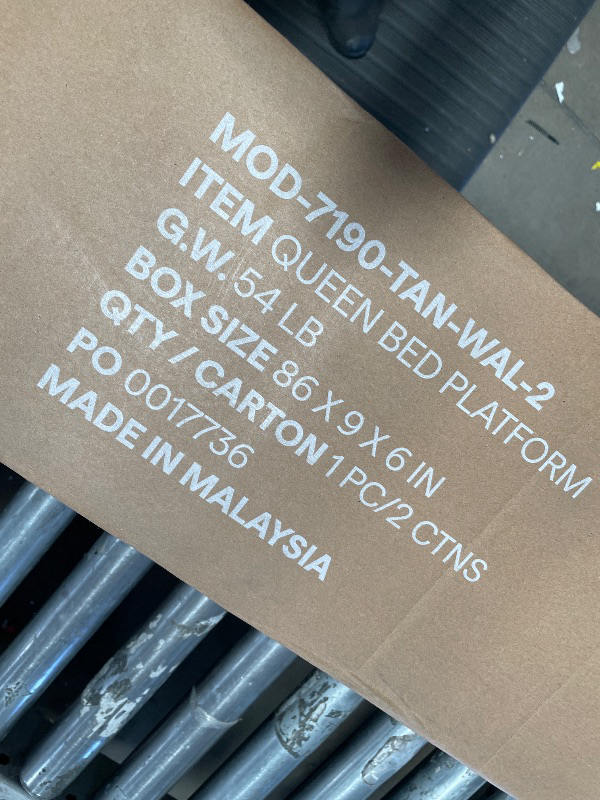 MOD-7190-TAN-WAL-2
ITEM QUEEN BED PLATFORM
G.W. 54 LB
BOX SIZE 86 X 9 X 6 IN
QTY / CARTON 1 PC/2 CTNS
PO 0017736
MADE IN MALAYSIA